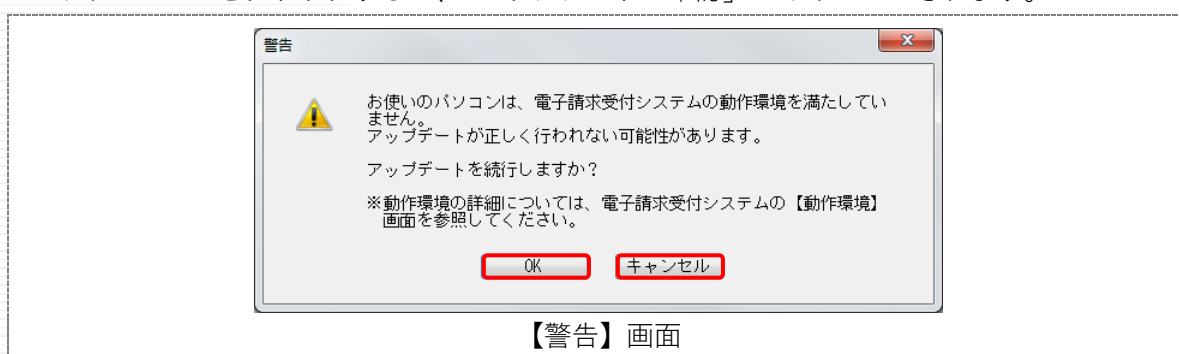 警告
お使いのパソコンは、電子請求受付システムの動作環境を満たしてい
ません。
アップデートが正しく行われない可能性があります。
アップデートを続行しますか？
※動作環境の詳細については、電子請求受付システムの【動作環境】
画面を参照してください。
OK キャンセル
【警告】画面